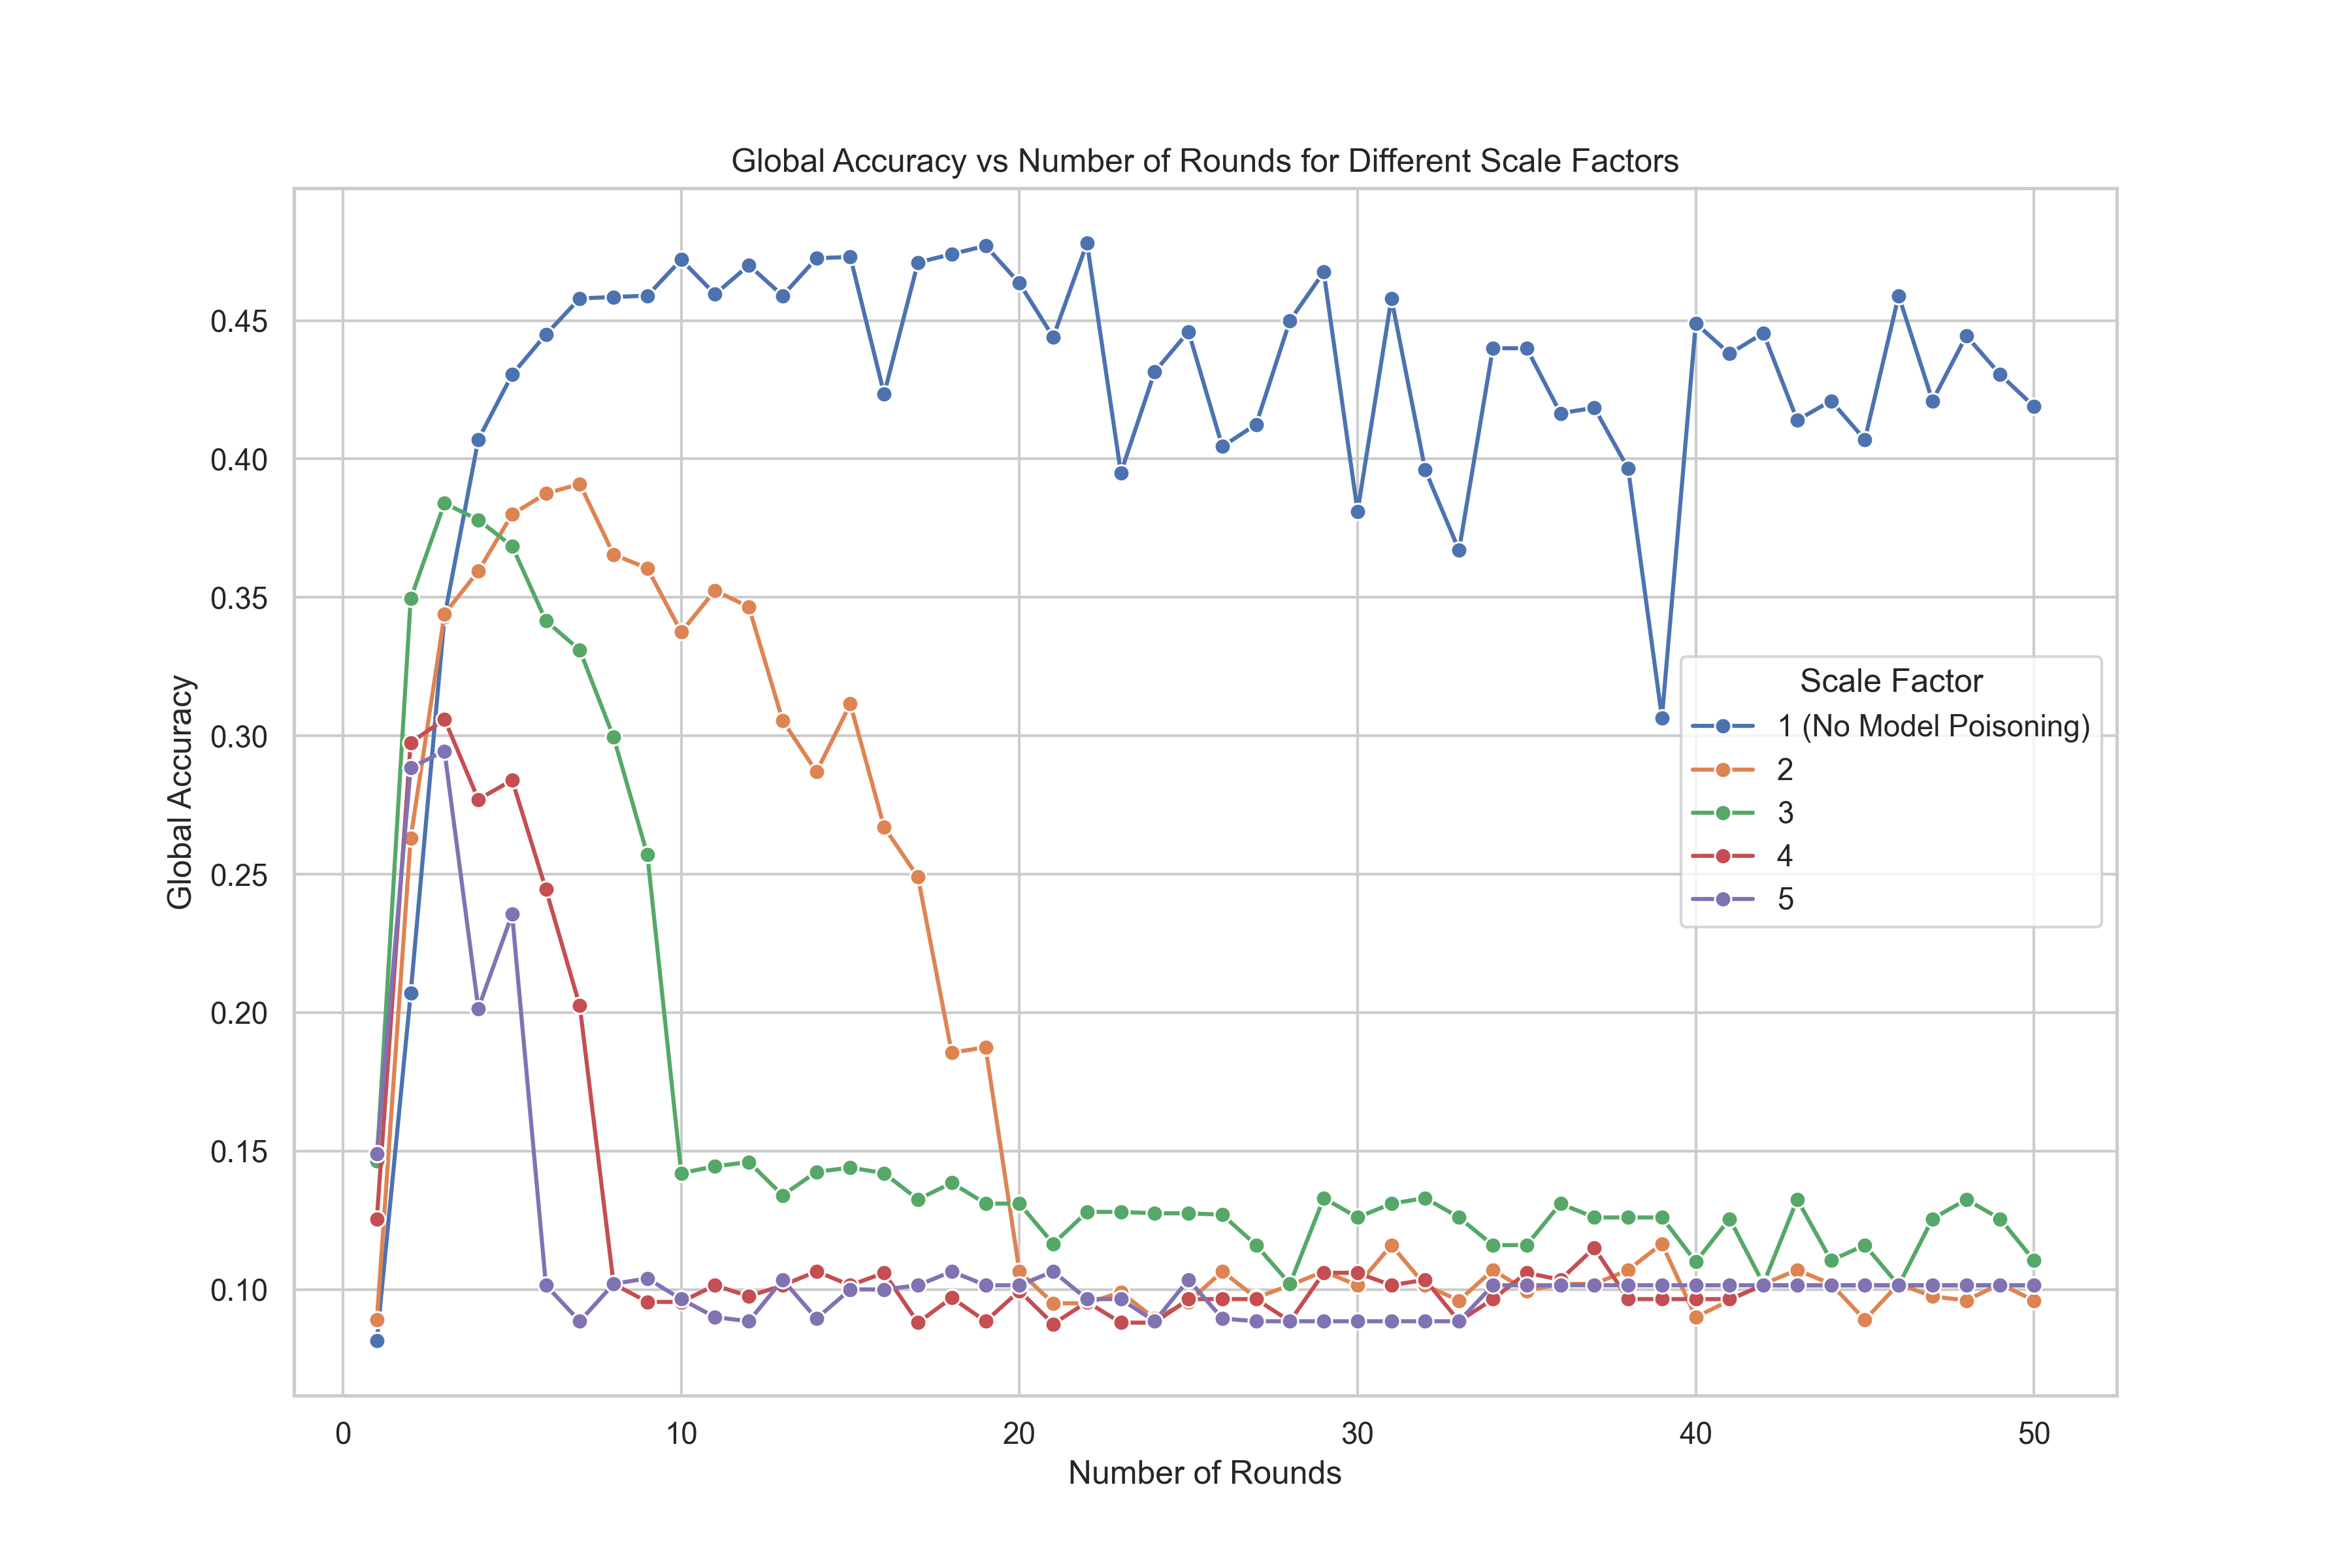 Global Accuracy vs Number of Rounds for Different Scale Factors
Global Accuracy
0.45
0.40
0.35
0.30
0.25
0.20
0.15
0.10
Scale Factor
1 (No Model Poisoning)
2
3
4
5
0 10 20 30 40 50
Number of Rounds